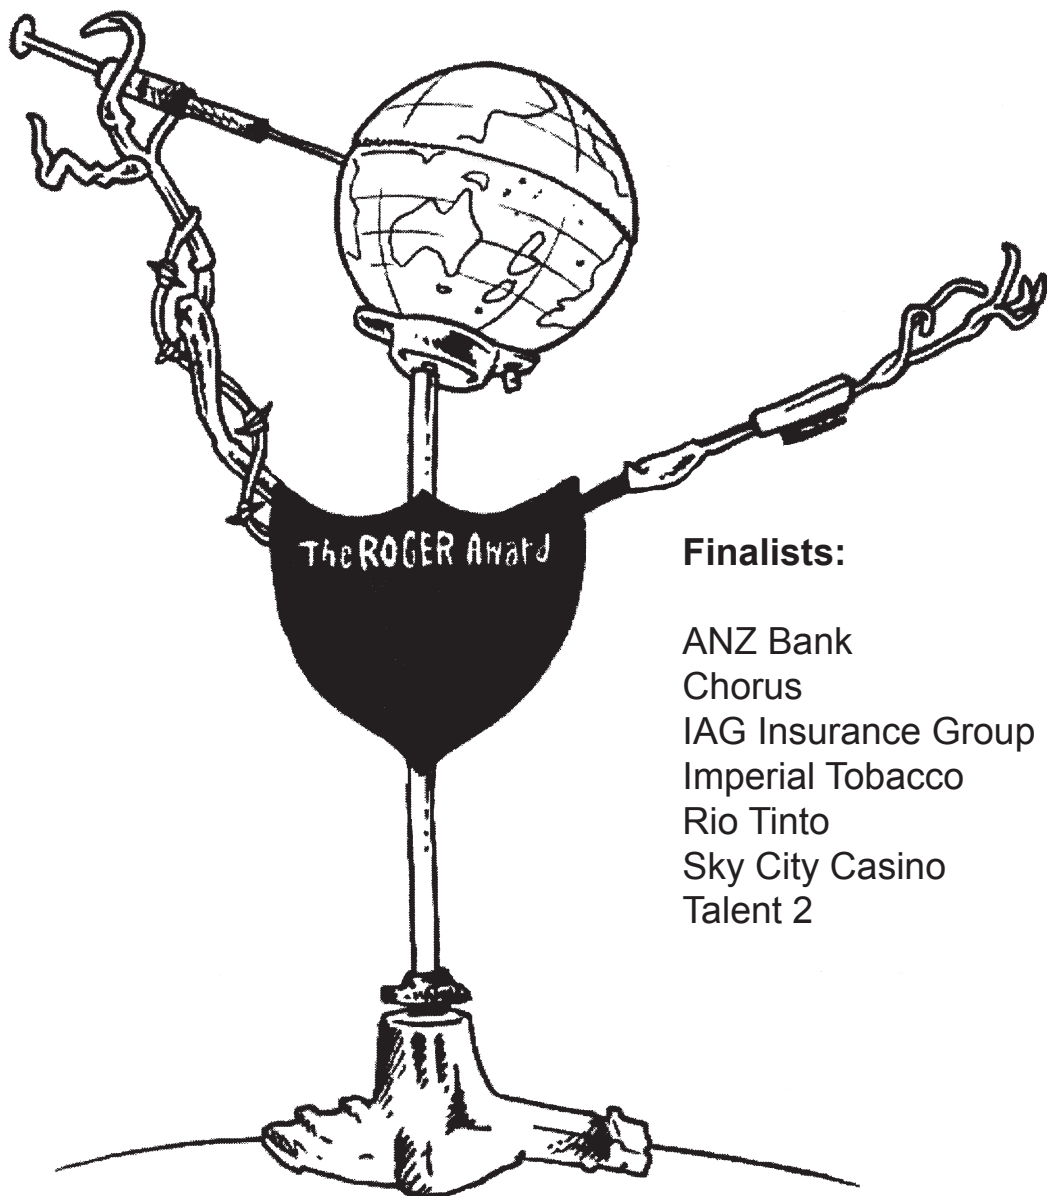 The ROGER Award
Finalists:
ANZ Bank
Chorus
IAG Insurance Group
Imperial Tobacco
Rio Tinto
Sky City Casino
Talent 2